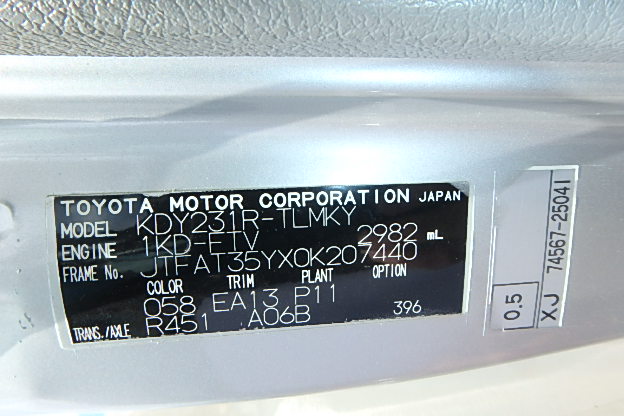 TOYOTA MOTOR CORPORATION JAPAN
MODEL KDY231R-TLMKY
ENGINE 1KD-FTV 2982 mL
FRAME No. JTFAT35YX0K207440
COLOR TRIM PLANT OPTION
058 EA13 P11
TRANS./AXLE R451 A06B 396
0.5 XJ 74567-25041